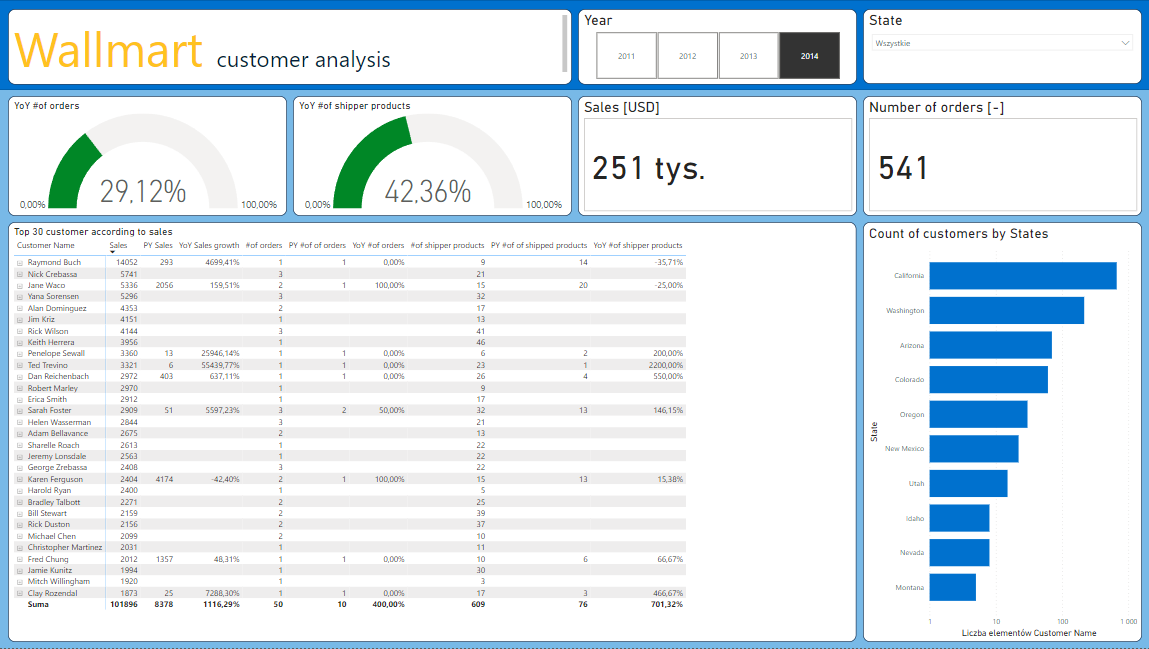 Wallmart customer analysis
Year
2011 2012 2013 2014
State
Wszystkie
YoY #of orders
29,12%
0,00% 100,00%
YoY #of shipper products
42,36%
0,00% 100,00%
Sales [USD]
251 tys.
Number of orders [-]
541
Top 30 customer according to sales
Customer Name Sales PY Sales YoY Sales growth #of orders PY #of of orders YoY #of orders #of shipper products PY #of of shipped products YoY #of shipper products
Raymond Buch 14052 293 4699,41% 1 1 0,00% 9 14 -35,71%
Nick Crebassa 5741 3 21
Jane Waco 5336 2056 159,51% 2 1 100,00% 15 20 -25,00%
Yana Sorensen 5296 3 32
Alan Dominguez 4353 2 17
Jim Kriz 4151 1 13
Rick Wilson 4144 3 41
Keith Herrera 3956 1 46
Penelope Sewall 3360 13 25946,14% 1 1 0,00% 6 2 200,00%
Ted Trevino 3321 6 55439,77% 1 1 0,00% 23 1 2200,00%
Dan Reichenbach 2972 403 637,11% 1 1 0,00% 26 4 550,00%
Robert Marley 2970 1 9
Erica Smith 2912 1 17
Sarah Foster 2909 51 5597,23% 3 2 50,00% 32 13 146,15%
Helen Wasserman 2844 3 21
Adam Bellavance 2675 2 13
Sharelle Roach 2613 1 22
Jeremy Lonsdale 2563 1 22
George Zrebassa 2408 3 22
Karen Ferguson 2404 4174 -42,40% 2 1 100,00% 15 13 15,38%
Harold Ryan 2400 1 5
Bradley Talbott 2271 2 25
Bill Stewart 2159 2 39
Rick Duston 2156 2 37
Michael Chen 2099 2 10
Christopher Martinez 2031 1 11
Fred Chung 2012 1357 48,31% 1 1 0,00% 10 6 66,67%
Jamie Kunitz 1994 1 30
Mitch Willingham 1920 1 3
Clay Rozendal 1873 25 7288,30% 1 1 0,00% 17 3 466,67%
Suma 101896 8378 1116,29% 50 10 400,00% 609 76 701,32%
Count of customers by States
State
California
Washington
Arizona
Colorado
Oregon
New Mexico
Utah
Idaho
Nevada
Montana
1 10 100 1 000
Liczba elementów Customer Name